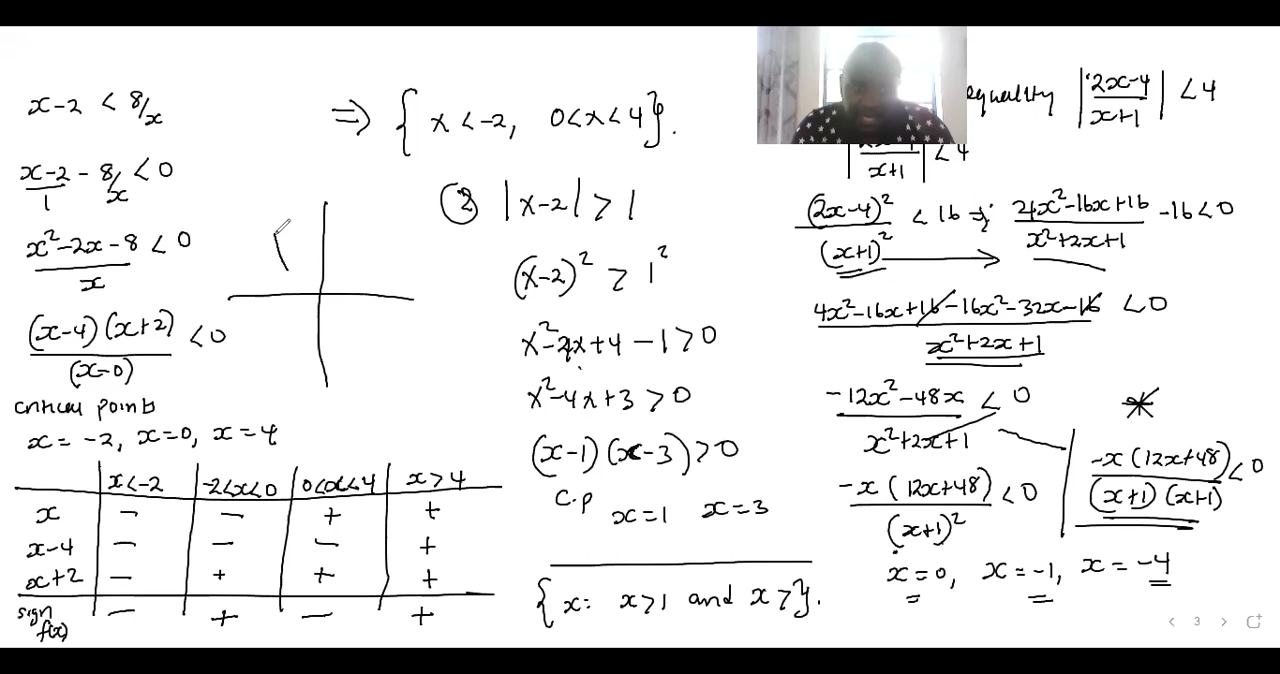 x-2 < 8/x
x-2/1 - 8/x < 0
x²-2x-8/x < 0
(x-4)(x+2)/(x-0) < 0
critical points
x = -2, x=0, x=4
x<-2 -2<x<0 0<x<4 x>4
x - - + +
x-4 - - - +
x+2 - + + +
sign f(x) - + - +
⇒ {x<-2, 0<x<4}.
② |x-2| > 1
(x-2)² > 1²
x²-4x+4-1>0
x²-4x+3>0
(x-1)(x-3)>0
C.p x=1 x=3
{x: x>1 and x>}.
equality |2x-4/x+1| < 4
x+1 | < 4
(2x-4)²/(x+1)² < 16 ⇒ 4x²-16x+16/x²+2x+1 -16<0
4x²-16x+16-16x²-32x-16/x²+2x+1 <0
-12x²-48x/x²+2x+1 < 0
-x(12x+48)/(x+1)² < 0
-x(12x+48)/(x+1)(x+1) < 0
x=0, x=-1, x=-4
3